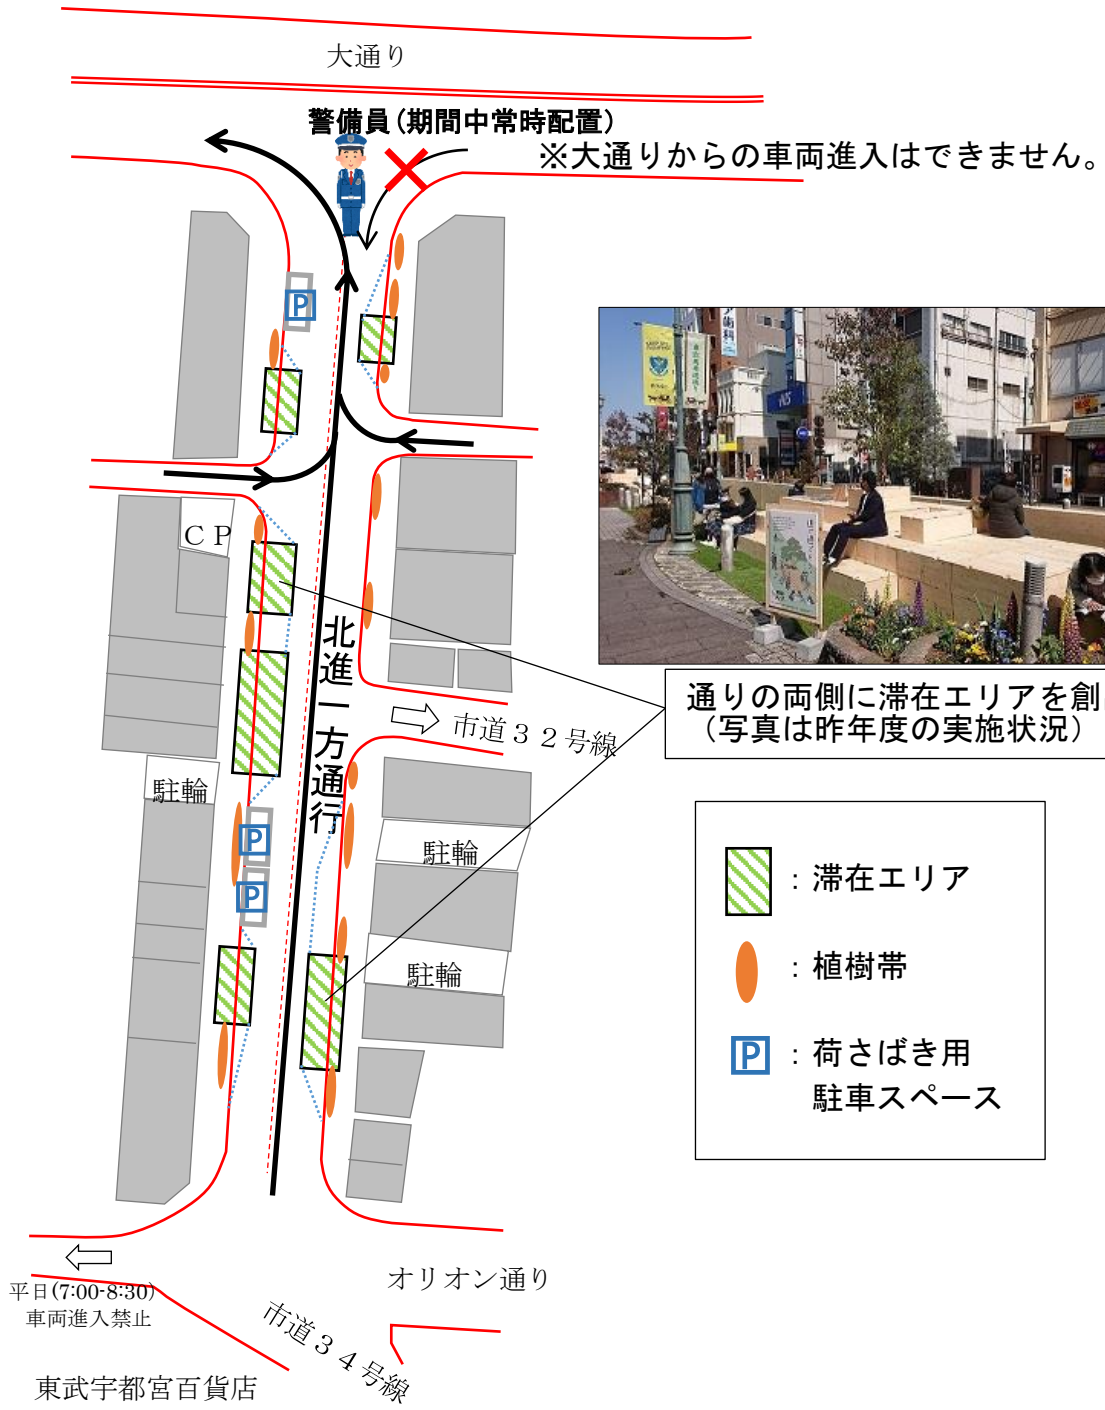 大通り
警備員(期間中常時配置)
※大通りからの車両進入はできません。
P
CP
北進一方通行
通りの両側に滞在エリアを創
(写真は昨年度の実施状況)
市道32号線
駐輪
P
P
駐輪
駐輪
：滞在エリア
：植樹帯
P
：荷さばき用
駐車スペース
平日(7:00-8:30)
車両進入禁止
オリオン通り
市道34号線
東武宇都宮百貨店